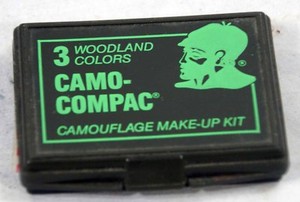 3 WOODLAND
COLORS
CAMO-
COMPAC®
®
CAMOUFLAGE MAKE-UP KIT